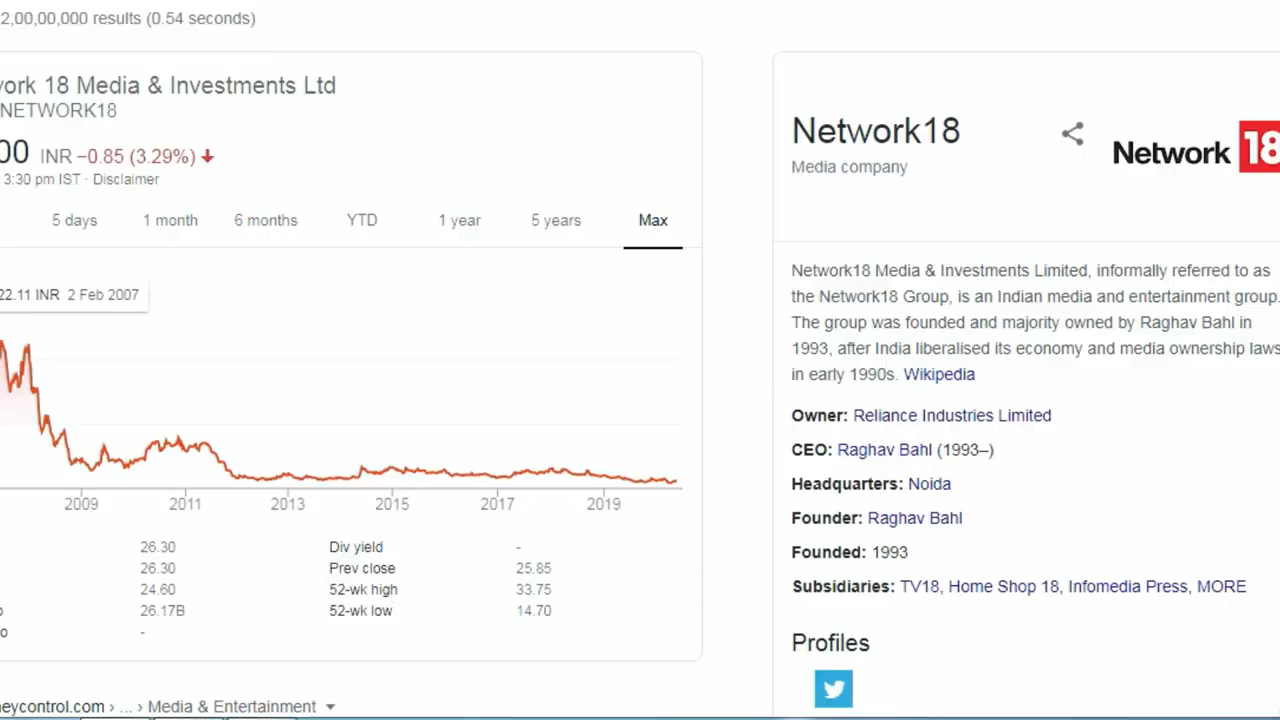 2,00,00,000 results (0.54 seconds)
18 Media & Investments Ltd
NETWORK18
00 INR −0.85 (3.29%)
3:30 pm IST · Disclaimer
5 days 1 month 6 months YTD 1 year 5 years Max
22.11 INR 2 Feb 2007
2009 2011 2013 2015 2017 2019
26.30 Div yield -
26.30 Prev close 25.85
24.60 52-wk high 33.75
26.17B 52-wk low 14.70
-
eycontrol.com › ... › Media & Entertainment
Network18
Media company
Network 18
Network18 Media & Investments Limited, informally referred to as
the Network18 Group, is an Indian media and entertainment group.
The group was founded and majority owned by Raghav Bahl in
1993, after India liberalised its economy and media ownership laws
in early 1990s. Wikipedia
Owner: Reliance Industries Limited
CEO: Raghav Bahl (1993–)
Headquarters: Noida
Founder: Raghav Bahl
Founded: 1993
Subsidiaries: TV18, Home Shop 18, Infomedia Press, MORE
Profiles